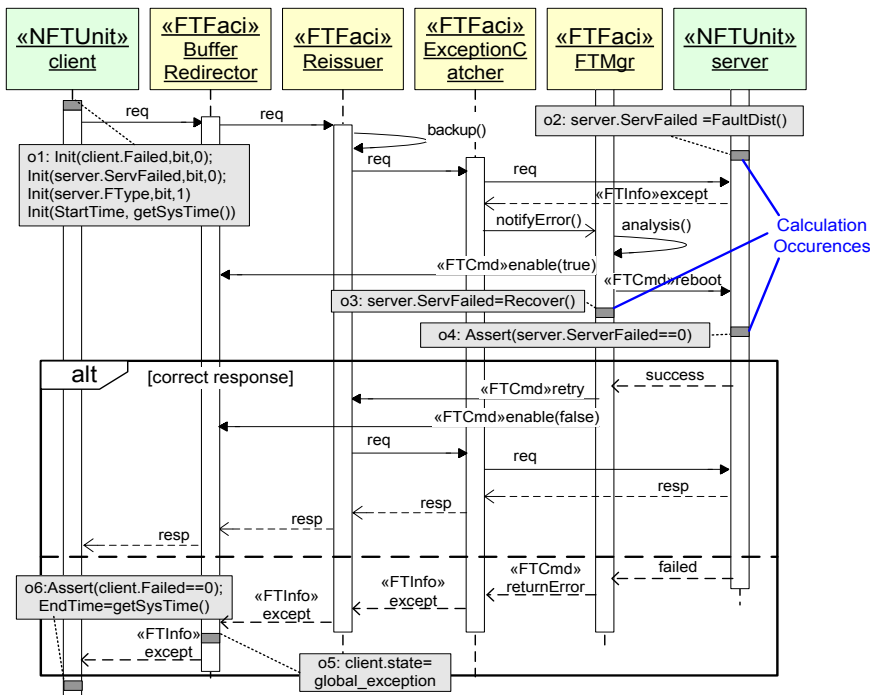 «NFTUnit»
client
«FTFaci»
Buffer
Redirector
«FTFaci»
Reissuer
«FTFaci»
ExceptionC
atcher
«FTFaci»
FTMgr
«NFTUnit»
server
req
req
backup()
o2: server.ServFailed =FaultDist()
o1: Init(client.Failed,bit,0);
Init(server.ServFailed,bit,0);
Init(server.FType,bit,1)
Init(StartTime, getSysTime())
req
req
«FTInfo»except
notifyError()
analysis()
Calculation
Occurences
«FTCmd»enable(true)
«FTCmd»reboot
o3: server.ServFailed=Recover()
o4: Assert(server.ServerFailed==0)
alt
[correct response]
success
«FTCmd»retry
«FTCmd»enable(false)
req
req
resp
resp
resp
resp
failed
«FTCmd»
returnError
«FTInfo»
except
«FTInfo»
except
o6:Assert(client.Failed==0);
EndTime=getSysTime()
«FTInfo»
except
o5: client.state=
global_exception